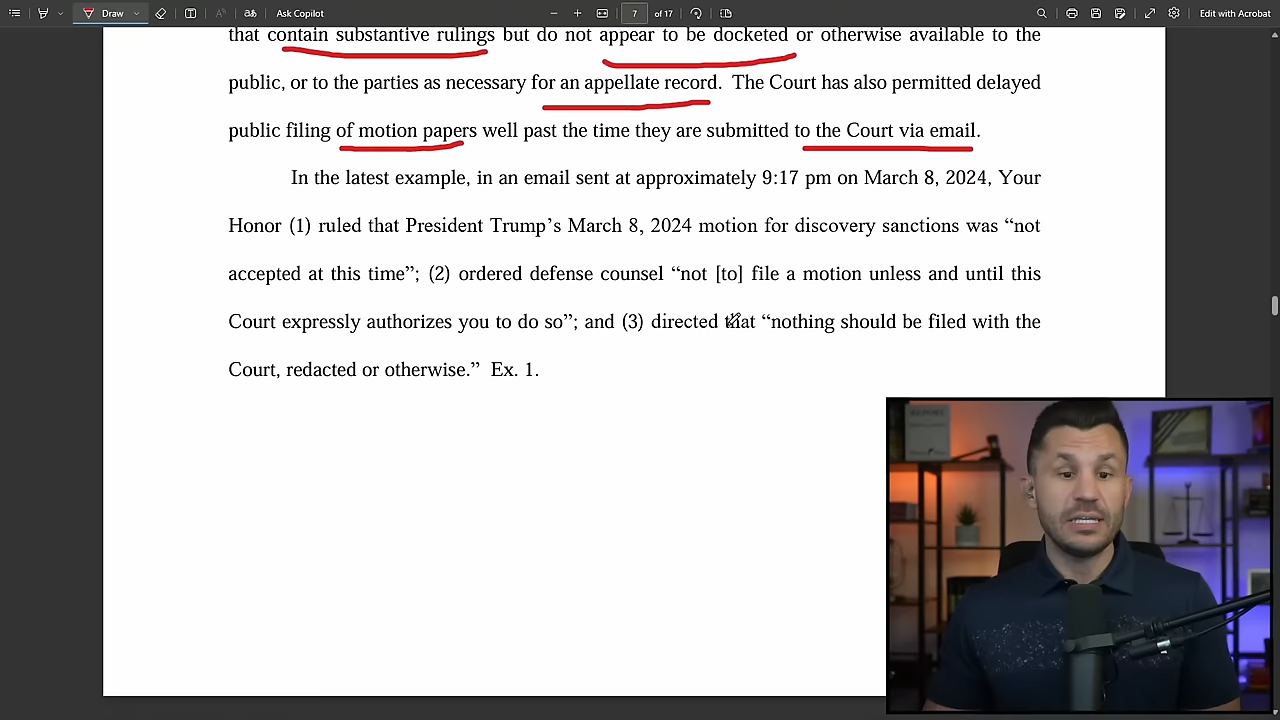 Draw
Ask Copilot
7 of 17
Edit with Acrobat
that contain substantive rulings but do not appear to be docketed or otherwise available to the
public, or to the parties as necessary for an appellate record.  The Court has also permitted delayed
public filing of motion papers well past the time they are submitted to the Court via email.
In the latest example, in an email sent at approximately 9:17 pm on March 8, 2024, Your
Honor (1) ruled that President Trump’s March 8, 2024 motion for discovery sanctions was “not
accepted at this time”; (2) ordered defense counsel “not [to] file a motion unless and until this
Court expressly authorizes you to do so”; and (3) directed that “nothing should be filed with the
Court, redacted or otherwise.”  Ex. 1.